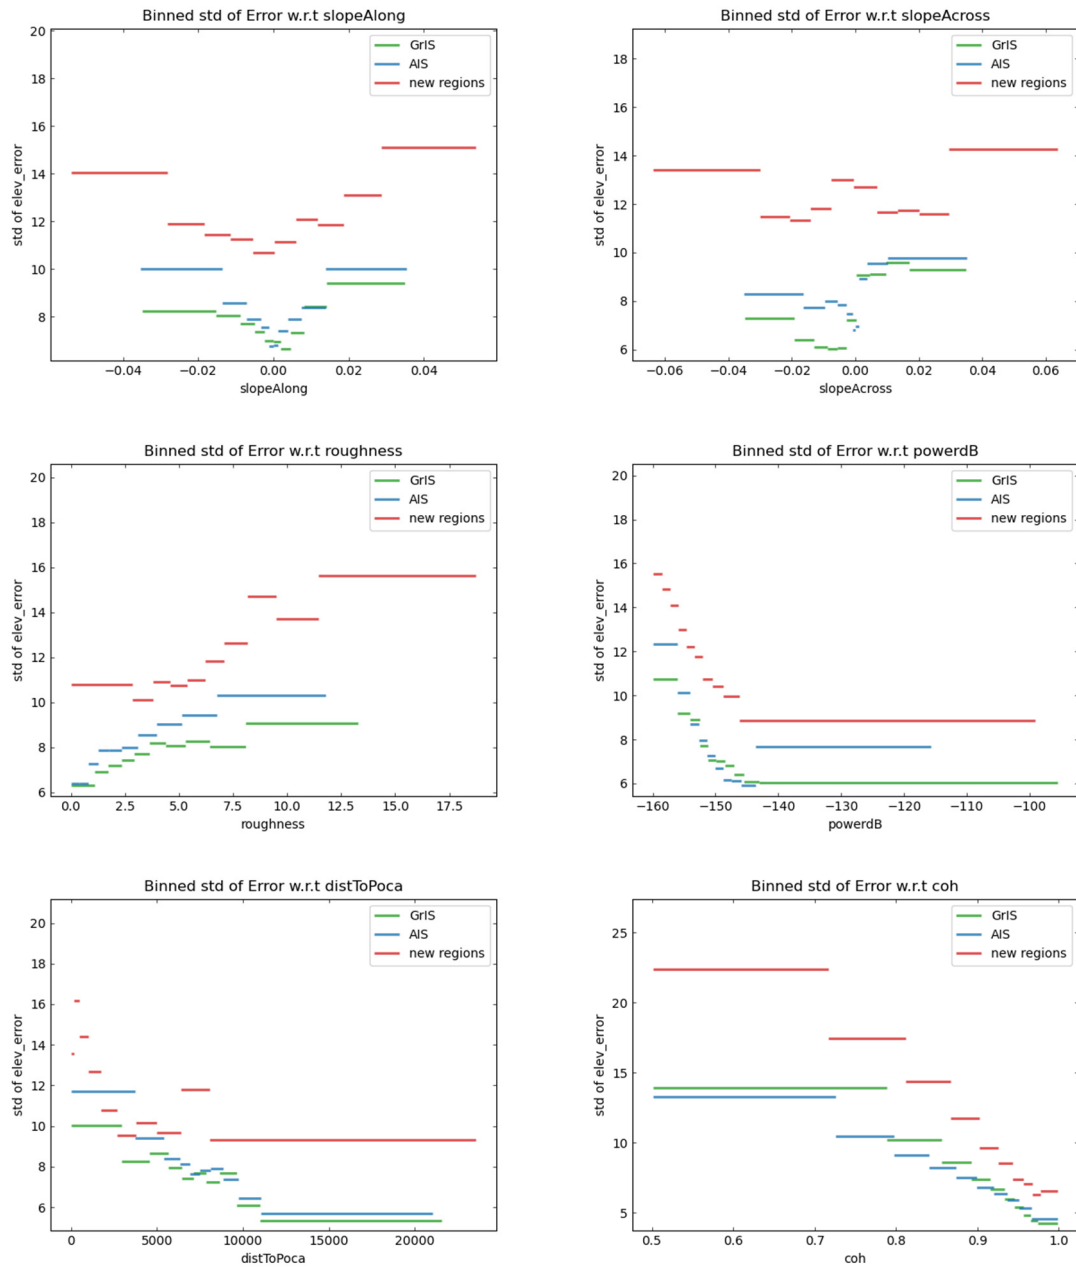 Binned std of Error w.r.t slopeAlong
20
18
16
14
12
10
8
std of elev_error
GrIS
AIS
new regions
−0.04 −0.02 0.00 0.02 0.04
slopeAlong
Binned std of Error w.r.t slopeAcross
18
16
14
12
10
8
6
std of elev_error
GrIS
AIS
new regions
−0.06 −0.04 −0.02 0.00 0.02 0.04 0.06
slopeAcross
Binned std of Error w.r.t roughness
20
18
16
14
12
10
8
6
std of elev_error
GrIS
AIS
new regions
0.0 2.5 5.0 7.5 10.0 12.5 15.0 17.5
roughness
Binned std of Error w.r.t powerdB
20
18
16
14
12
10
8
6
std of elev_error
GrIS
AIS
new regions
−160 −150 −140 −130 −120 −110 −100
powerdB
Binned std of Error w.r.t distToPoca
20
18
16
14
12
10
8
6
std of elev_error
GrIS
AIS
new regions
0 5000 10000 15000 20000
distToPoca
Binned std of Error w.r.t coh
25
20
15
10
5
std of elev_error
GrIS
AIS
new regions
0.5 0.6 0.7 0.8 0.9 1.0
coh